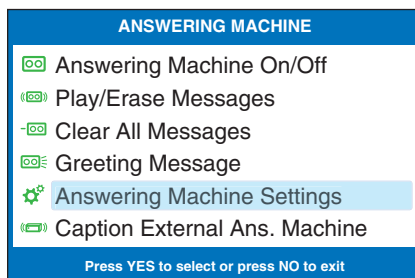 ANSWERING MACHINE
Answering Machine On/Off
Play/Erase Messages
Clear All Messages
Greeting Message
Answering Machine Settings
Caption External Ans. Machine
Press YES to select or press NO to exit